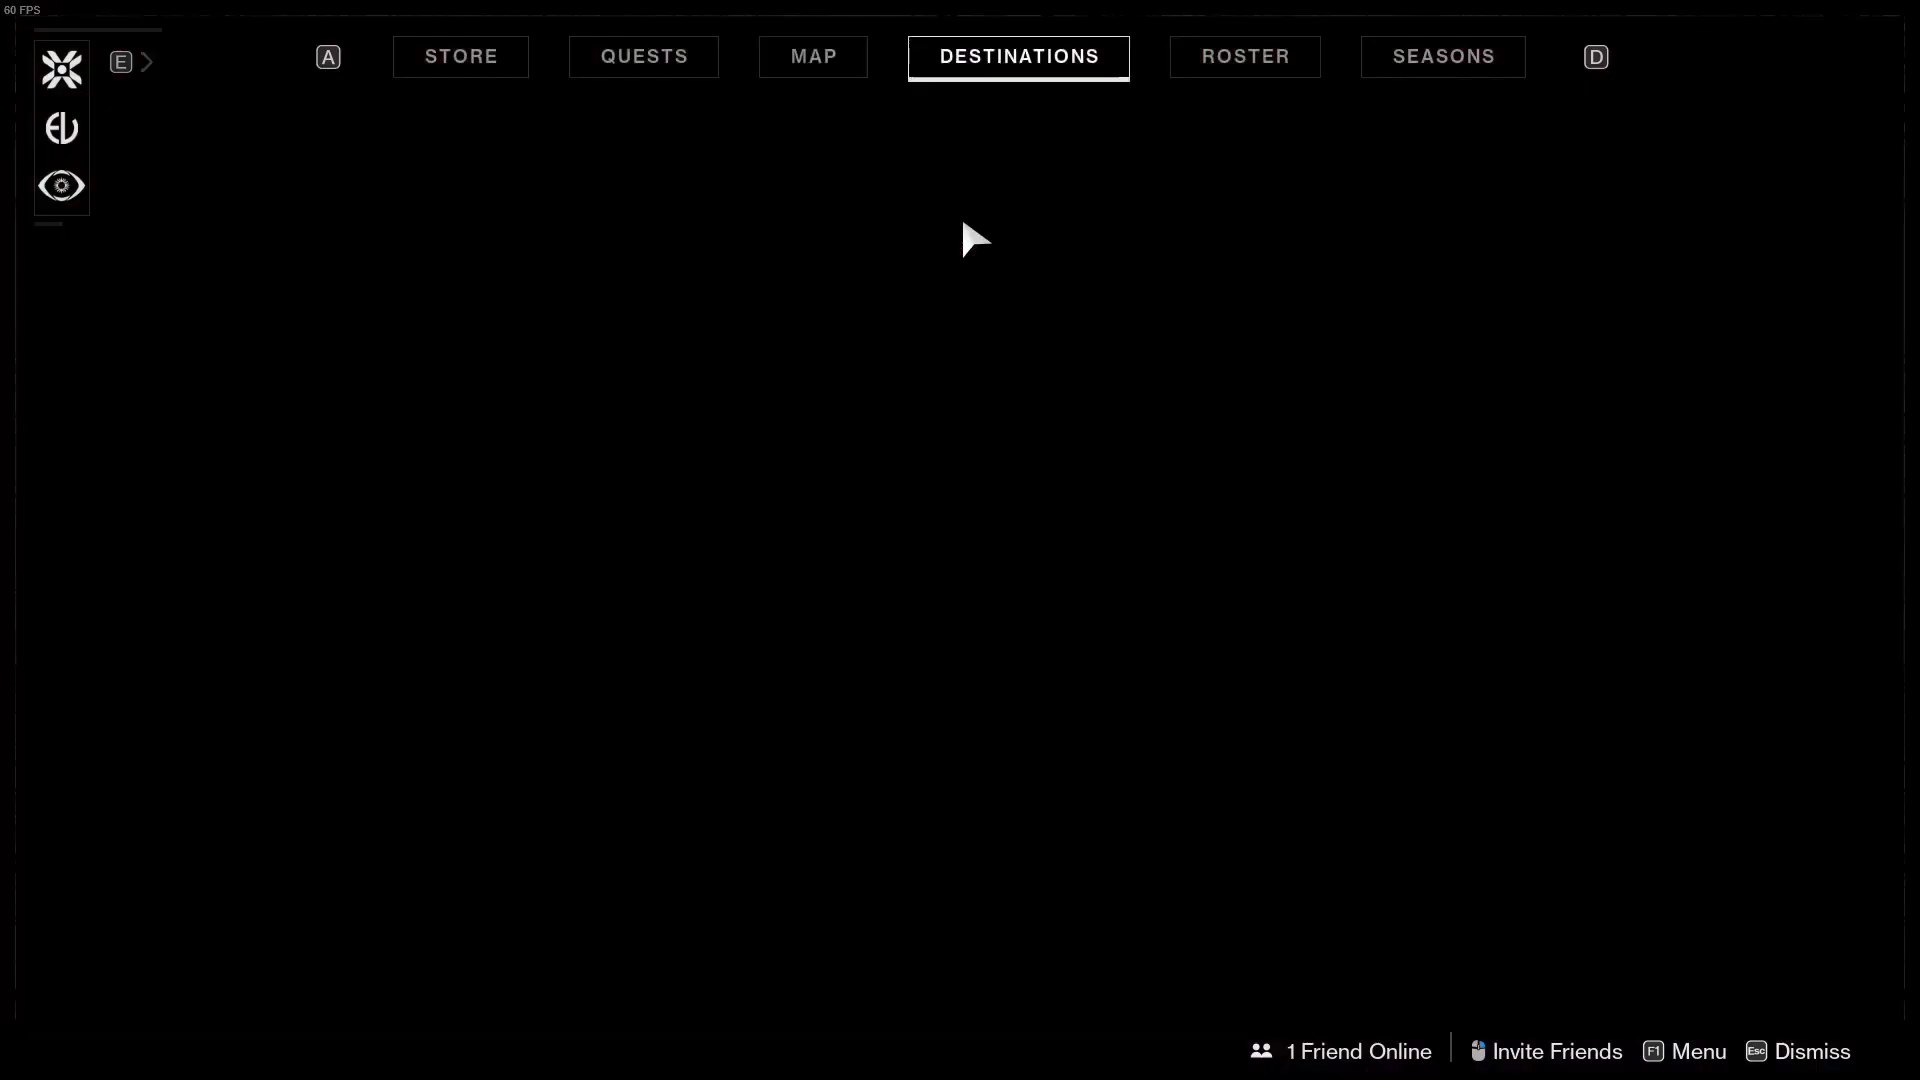 60 FPS
E
A
STORE
QUESTS
MAP
DESTINATIONS
ROSTER
SEASONS
D
1 Friend Online
Invite Friends
F1 Menu
Esc Dismiss